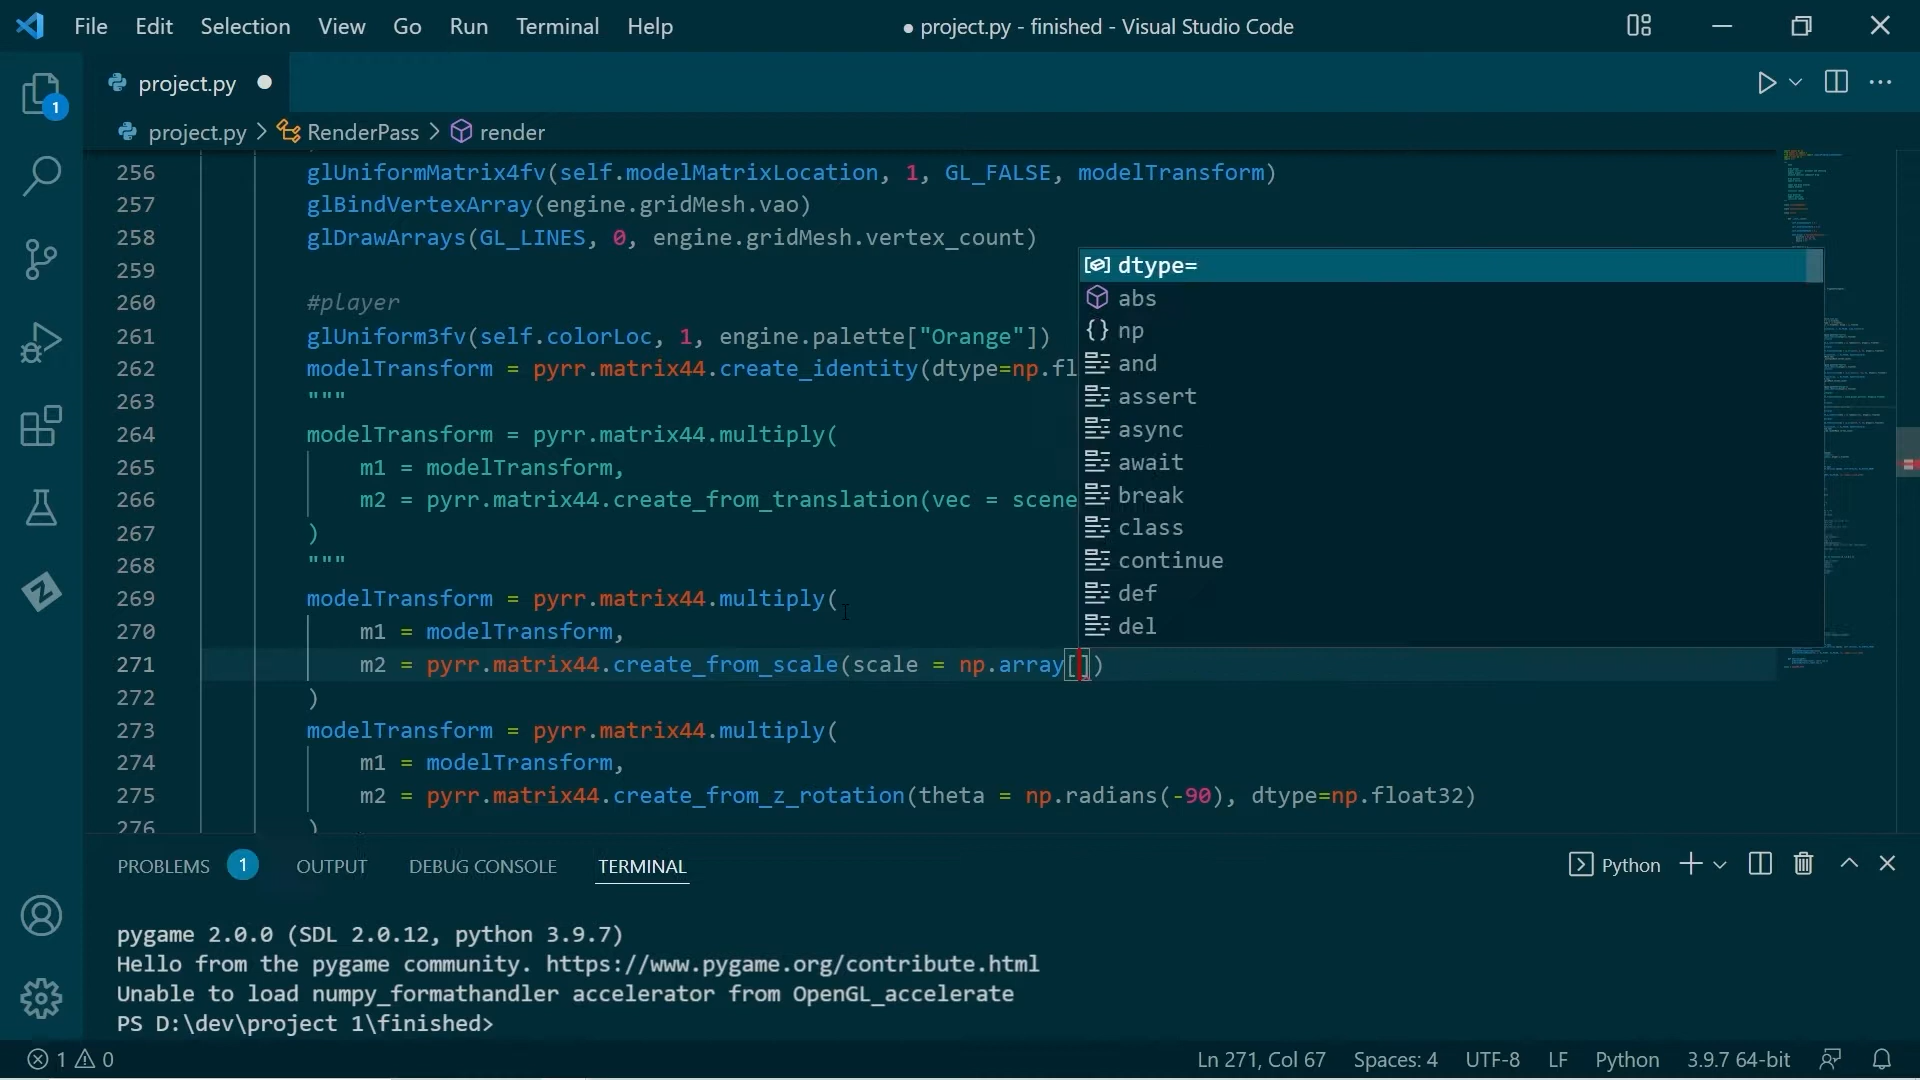 File Edit Selection View Go Run Terminal Help ● project.py - finished - Visual Studio Code
1
project.py
project.py > RenderPass > render
256 glUniformMatrix4fv(self.modelMatrixLocation, 1, GL_FALSE, modelTransform)
257 glBindVertexArray(engine.gridMesh.vao)
258 glDrawArrays(GL_LINES, 0, engine.gridMesh.vertex_count)
259
260 #player
261 glUniform3fv(self.colorLoc, 1, engine.palette["Orange"])
262 modelTransform = pyrr.matrix44.create_identity(dtype=np.fl
263 """
264 modelTransform = pyrr.matrix44.multiply(
265 m1 = modelTransform,
266 m2 = pyrr.matrix44.create_from_translation(vec = scene
267 )
268 """
269 modelTransform = pyrr.matrix44.multiply(
270 m1 = modelTransform,
271 m2 = pyrr.matrix44.create_from_scale(scale = np.array[])
272 )
273 modelTransform = pyrr.matrix44.multiply(
274 m1 = modelTransform,
275 m2 = pyrr.matrix44.create_from_z_rotation(theta = np.radians(-90), dtype=np.float32)
276 )
dtype=
abs
{} np
and
assert
async
await
break
class
continue
def
del
PROBLEMS 1 OUTPUT DEBUG CONSOLE TERMINAL Python
pygame 2.0.0 (SDL 2.0.12, python 3.9.7)
Hello from the pygame community. https://www.pygame.org/contribute.html
Unable to load numpy_formathandler accelerator from OpenGL_accelerate
PS D:\dev\project 1\finished>
1 0 Ln 271, Col 67 Spaces: 4 UTF-8 LF Python 3.9.7 64-bit